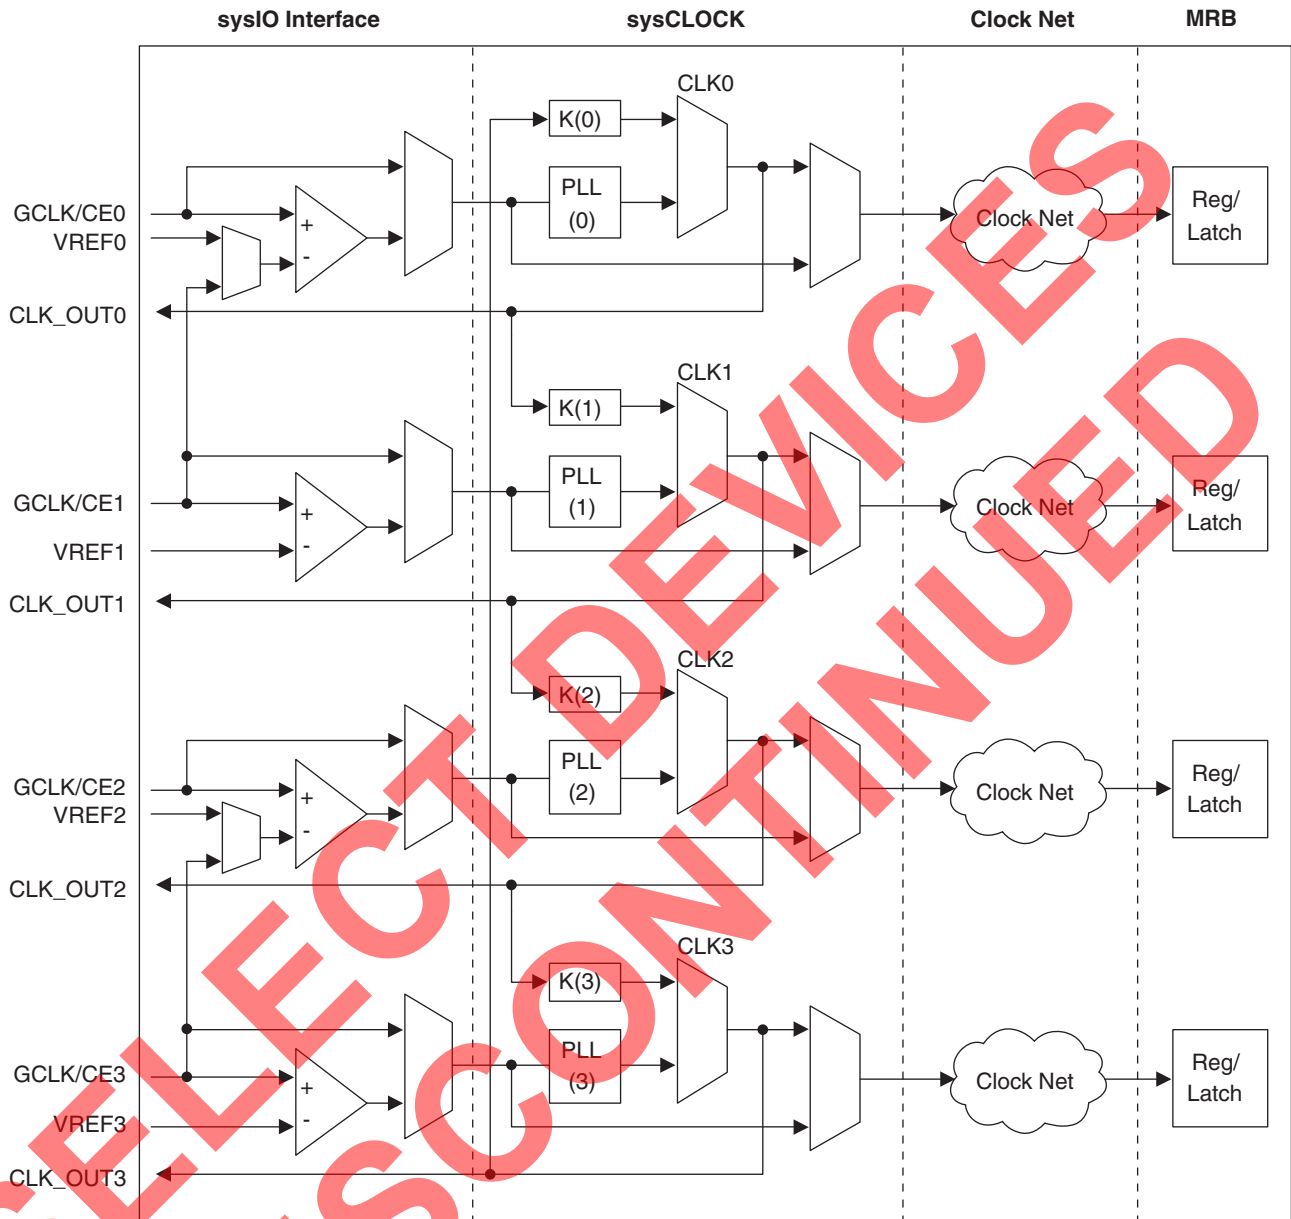 sysIO Interface
sysCLOCK
Clock Net
MRB
CLK0
K(0)
PLL
(0)
GCLK/CE0
VREF0
+
-
Clock Net
Reg/
Latch
CLK_OUT0
CLK1
K(1)
PLL
(1)
GCLK/CE1
VREF1
+
-
Clock Net
Reg/
Latch
CLK_OUT1
CLK2
K(2)
PLL
(2)
GCLK/CE2
VREF2
+
-
Clock Net
Reg/
Latch
CLK_OUT2
CLK3
K(3)
PLL
(3)
GCLK/CE3
VREF3
+
-
Clock Net
Reg/
Latch
CLK_OUT3
SELECT DEVICES
SCONTINUED